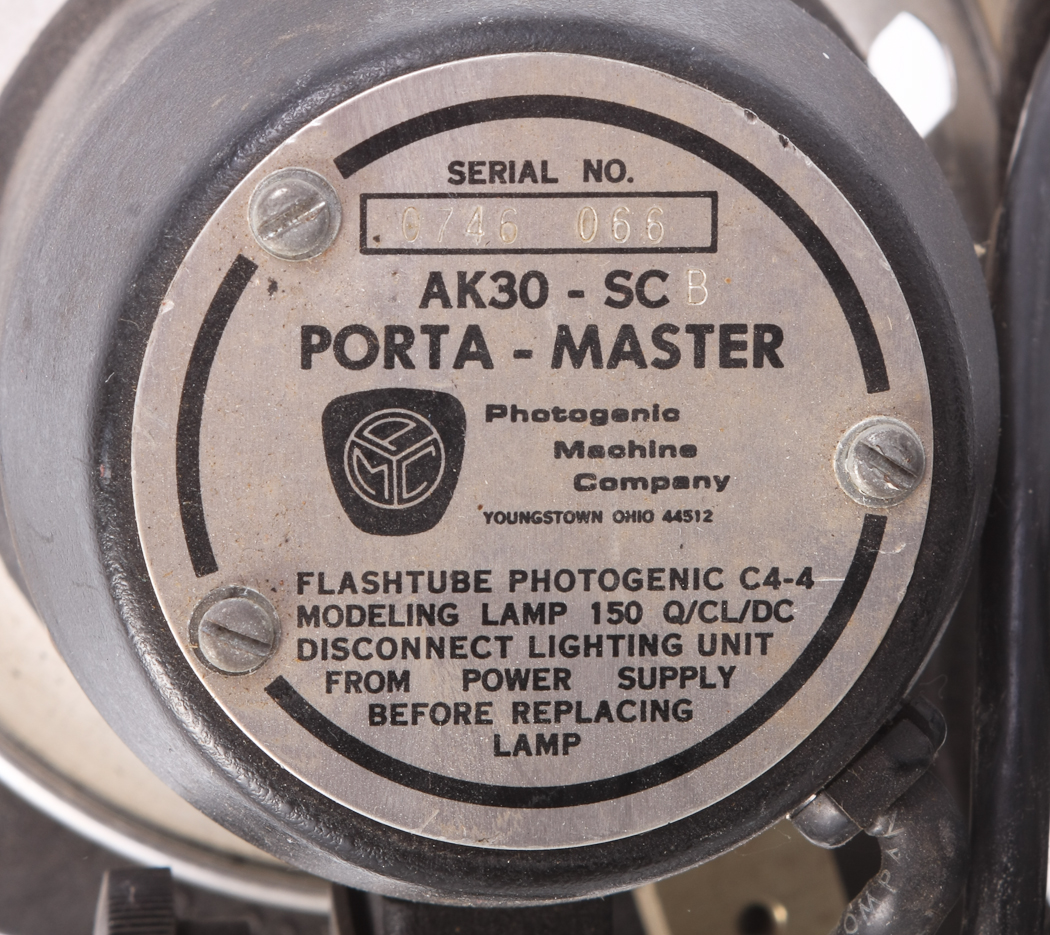 SERIAL NO.
0746 066
AK30 - SC B
PORTA - MASTER
PMC
Photogenic
Machine
Company
YOUNGSTOWN OHIO 44512
FLASHTUBE PHOTOGENIC C4-4
MODELING LAMP 150 Q/CL/DC
DISCONNECT LIGHTING UNIT
FROM POWER SUPPLY
BEFORE REPLACING
LAMP